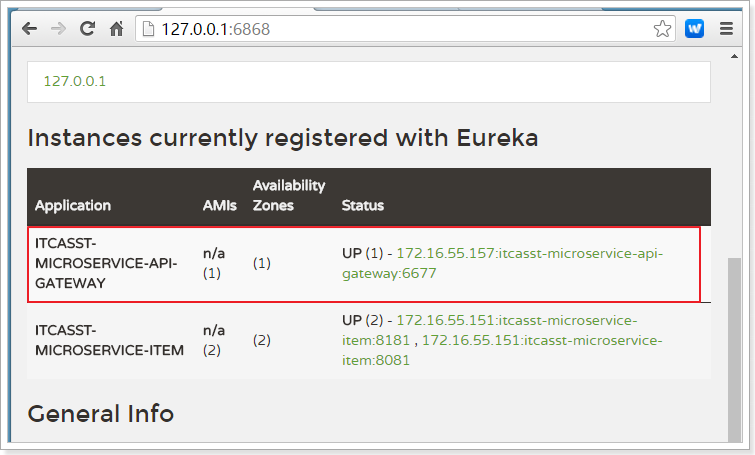 127.0.0.1:6868
127.0.0.1
Instances currently registered with Eureka
Application AMIs Availability Zones Status
ITCASST-MICROSERVICE-API-GATEWAY n/a (1) (1) UP (1) - 172.16.55.157:itcasst-microservice-api-gateway:6677
ITCASST-MICROSERVICE-ITEM n/a (2) (2) UP (2) - 172.16.55.151:itcasst-microservice-item:8181 , 172.16.55.151:itcasst-microservice-item:8081
General Info